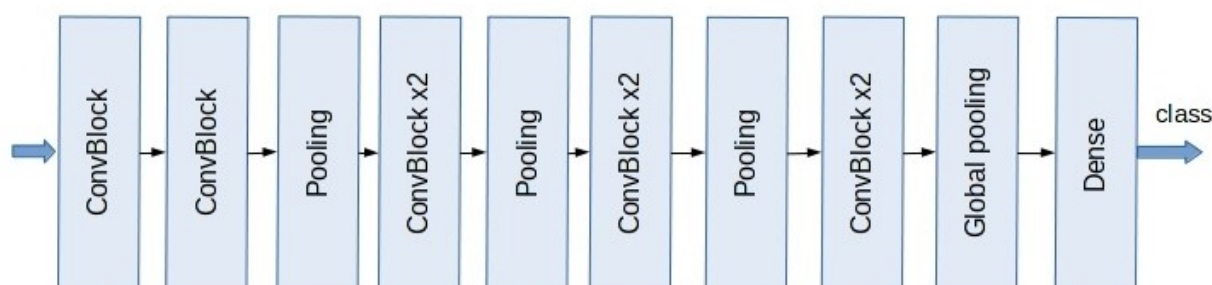 ConvBlock
ConvBlock
Pooling
ConvBlock x2
Pooling
ConvBlock x2
Pooling
ConvBlock x2
Global pooling
Dense
class